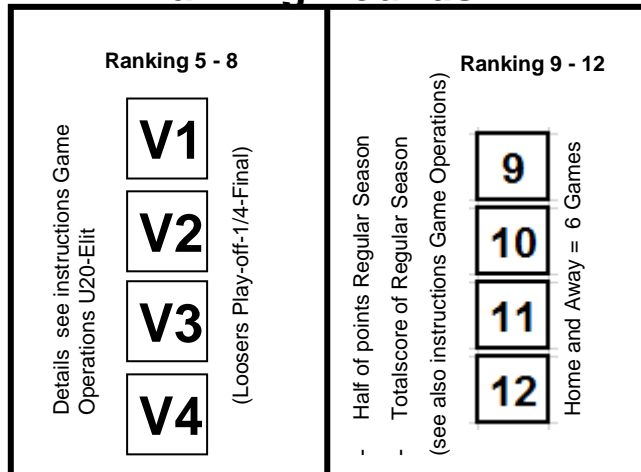 Ranking 5 - 8
Details see instructions Game
Operations U20-Elit
V1
V2
V3
V4
(Loosers Play-off-1/4-Final)
Ranking 9 - 12
- Half of points Regular Season
- Totalscore of Regular Season
(see also instructions Game Operations)
9
10
11
12
Home and Away = 6 Games